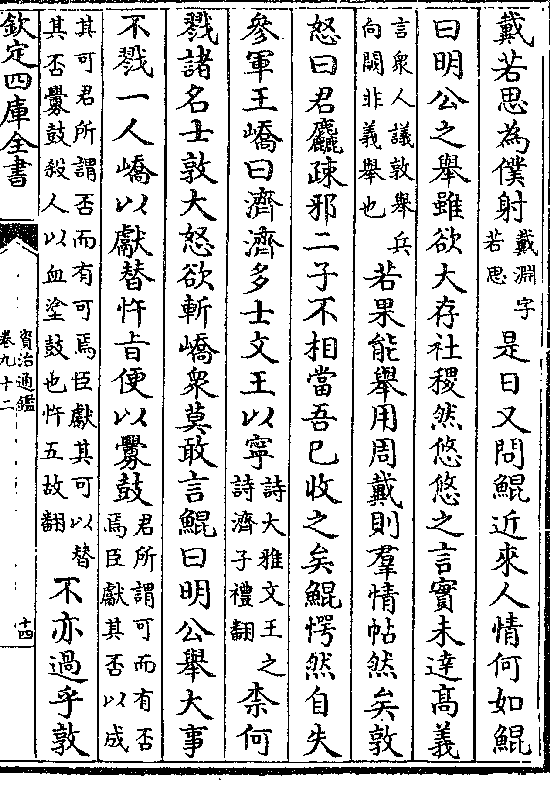 戴若思為僕射戴淵字若思是日又問鯤近來人情何如鯤
曰明公之舉雖欲大存社稷然悠悠之言實未達高義
言衆人議敦舉兵向闕非義舉也若果能舉用周戴則羣情帖然矣敦
怒曰君麤疎邪二子不相當吾已收之矣鯤愕然自失
參軍王嶠曰濟濟多士文王以寧詩大雅文王之詩濟子禮翻柰何
戮諸名士敦大怒欲斬嶠衆莫敢言鯤曰明公舉大事
不戮一人嶠以獻替忤旨便以釁鼓君所謂可而有否焉臣獻其否以成
其可君所謂否而有可焉臣獻其可以替其否釁鼓殺人以血塗鼓也忤五故翻不亦過乎敦
欽定四庫全書
資治通鑑
卷九十二
十四